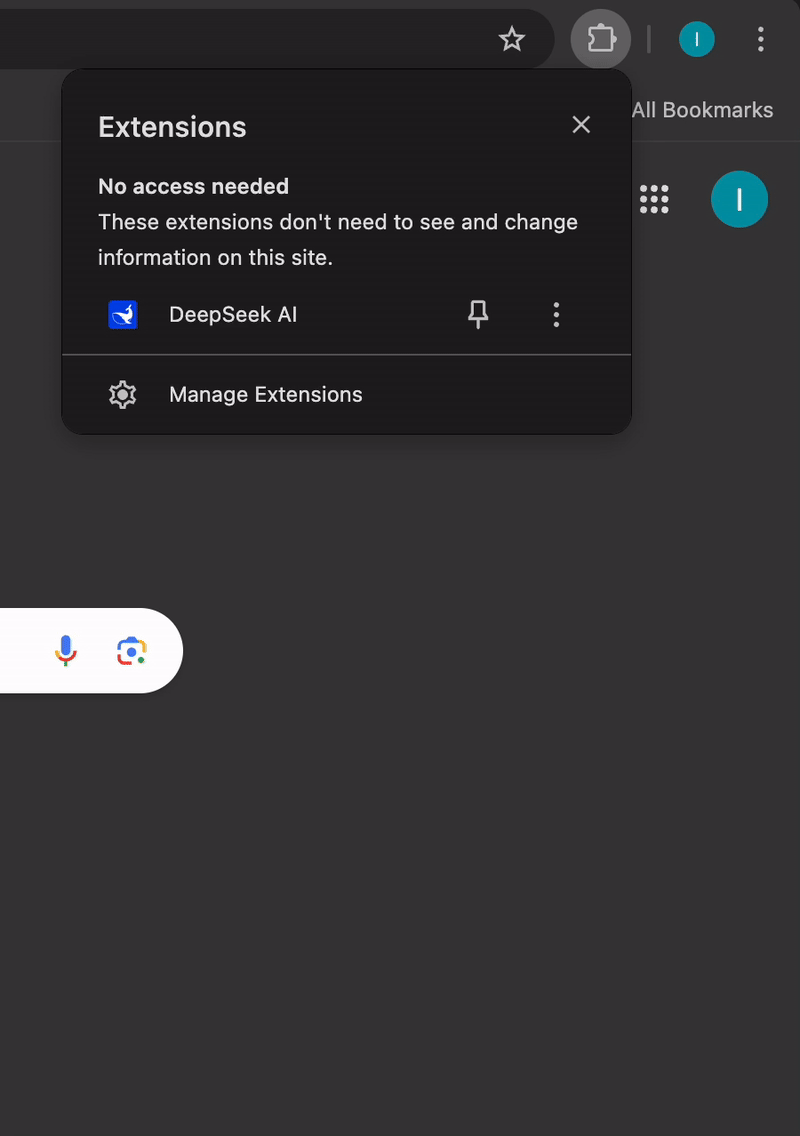 All Bookmarks
Extensions
No access needed
These extensions don't need to see and change
information on this site.
DeepSeek AI
Manage Extensions
I
I